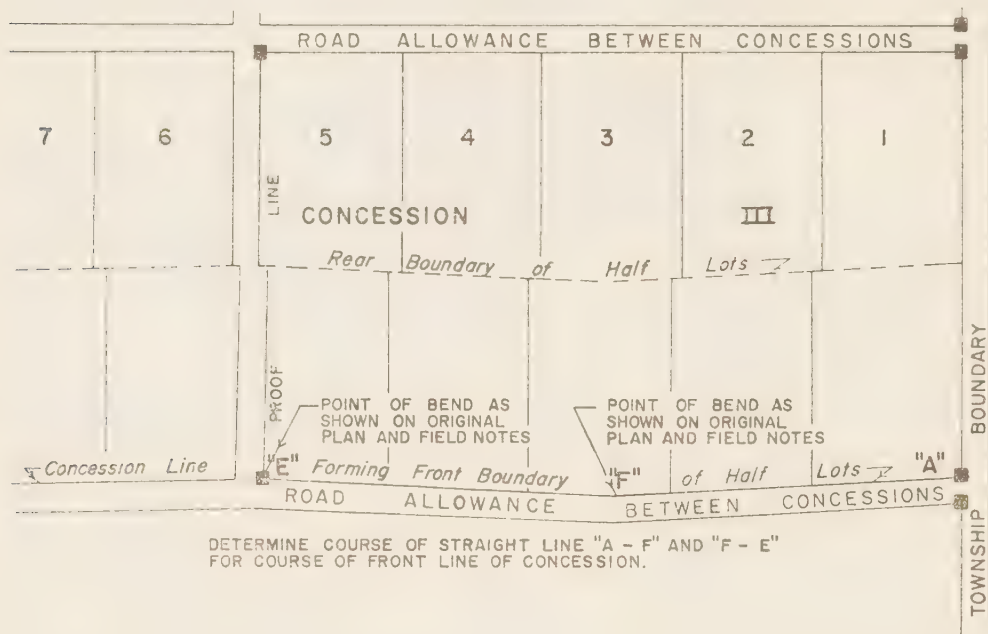 ROAD ALLOWANCE BETWEEN CONCESSIONS
7 6 5 4 3 2 1
LINE
CONCESSION III
Rear Boundary of Half Lots
PROOF
BOUNDARY
POINT OF BEND AS
SHOWN ON ORIGINAL
PLAN AND FIELD NOTES
POINT OF BEND AS
SHOWN ON ORIGINAL
PLAN AND FIELD NOTES
Concession Line "E" Forming Front Boundary "F" of Half Lots "A"
ROAD ALLOWANCE BETWEEN CONCESSIONS
TOWNSHIP
DETERMINE COURSE OF STRAIGHT LINE "A - F" AND "F - E"
FOR COURSE OF FRONT LINE OF CONCESSION.